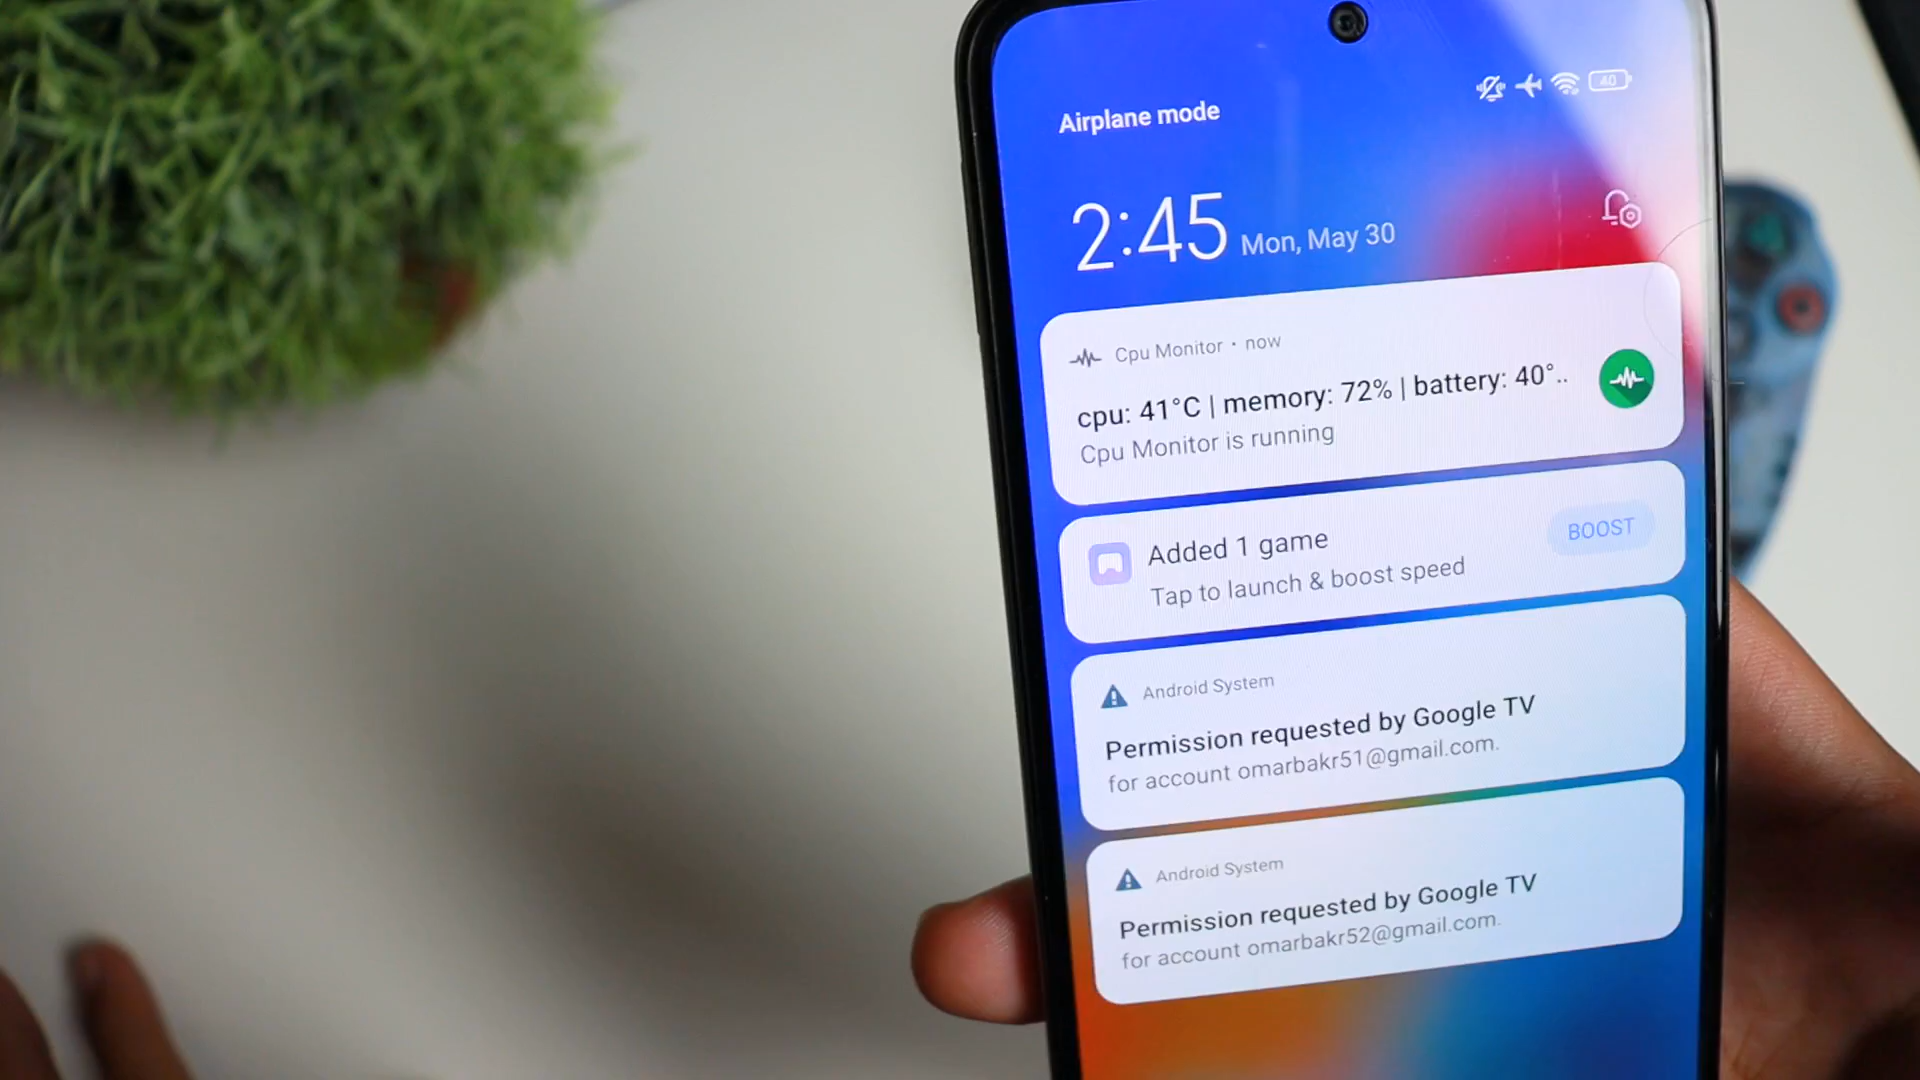 Airplane mode
40
2:45 Mon, May 30
Cpu Monitor • now
cpu: 41°C | memory: 72% | battery: 40°..
Cpu Monitor is running
Added 1 game
BOOST
Tap to launch & boost speed
Android System
Permission requested by Google TV
for account omarbakr51@gmail.com.
Android System
Permission requested by Google TV
for account omarbakr52@gmail.com.